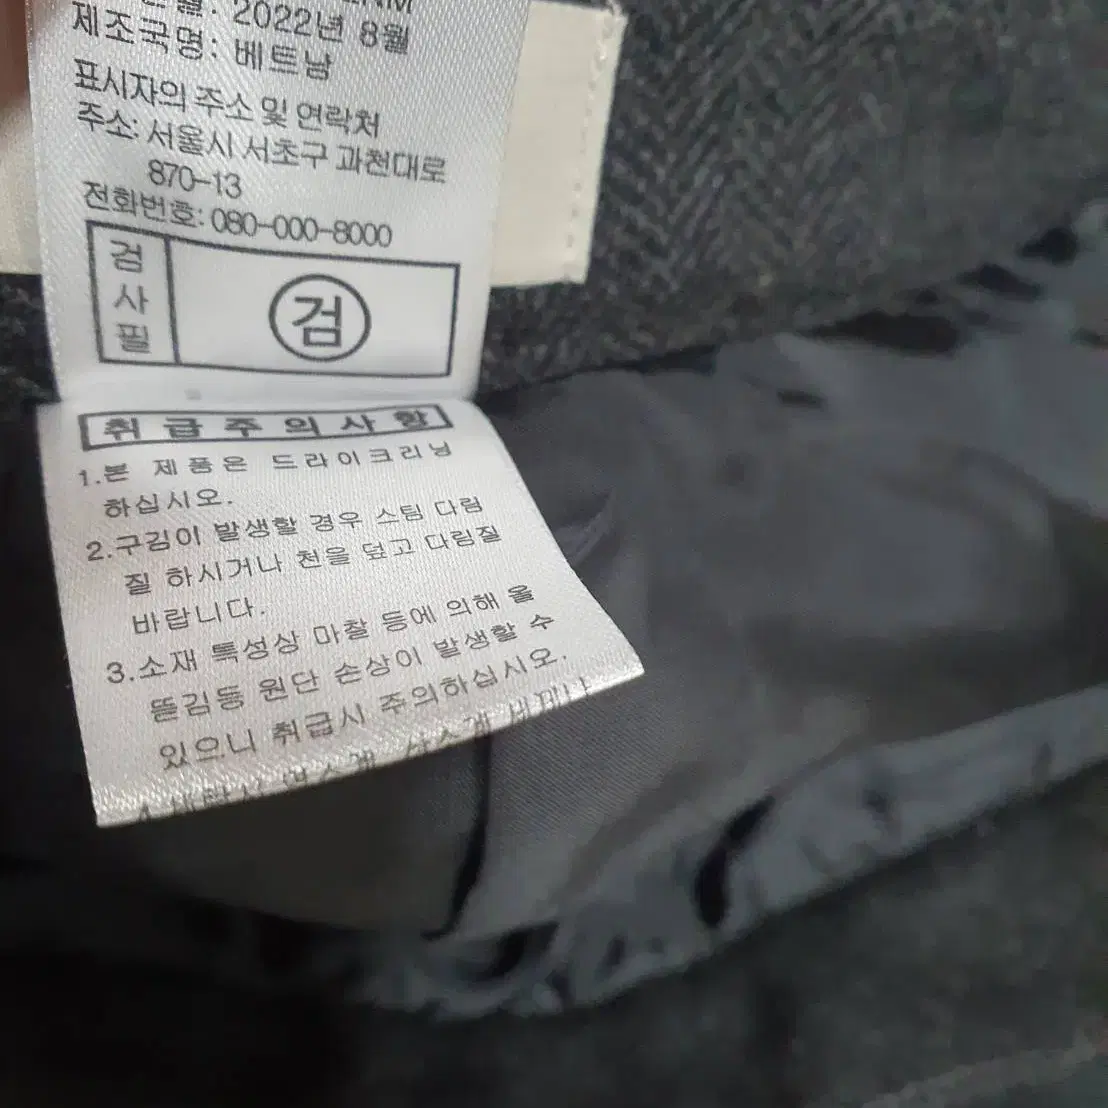 월: 2022년 8월
제조국명: 베트남
표시자의 주소 및 연락처
주소: 서울시 서초구 과천대로
870-13
전화번호: 080-000-8000
검사필
검
취급주의사항
1.본 제품은 드라이크리닝
하십시오.
2.구김이 발생할 경우 스팀 다림
질 하시거나 천을 덮고 다림질
바랍니다.
3.소재 특성상 마찰 등에 의해 올
뜯김등 원단 손상이 발생할 수
있으니 취급시 주의하십시오.